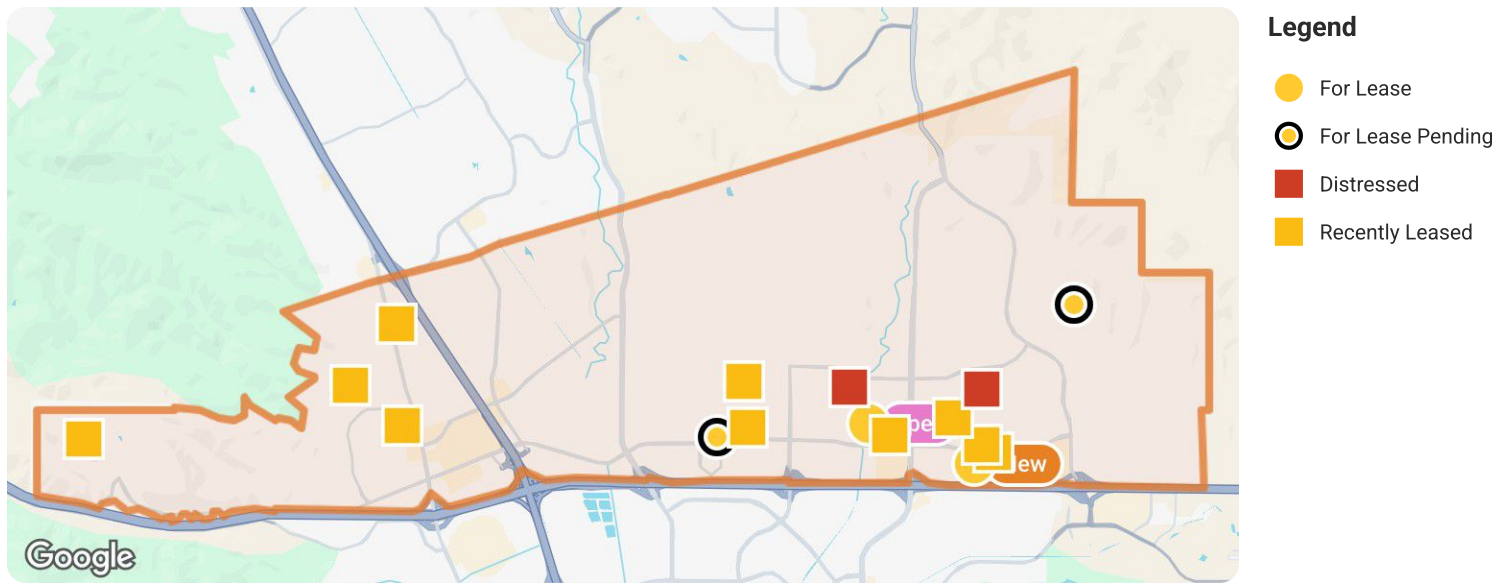 Legend
For Lease
For Lease Pending
Distressed
Recently Leased
Google